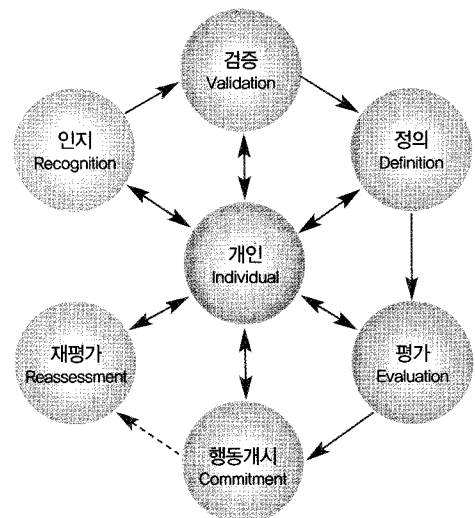 검증
Validation
인지
Recognition
정의
Definition
개인
Individual
재평가
Reassessment
평가
Evaluation
행동개시
Commitment